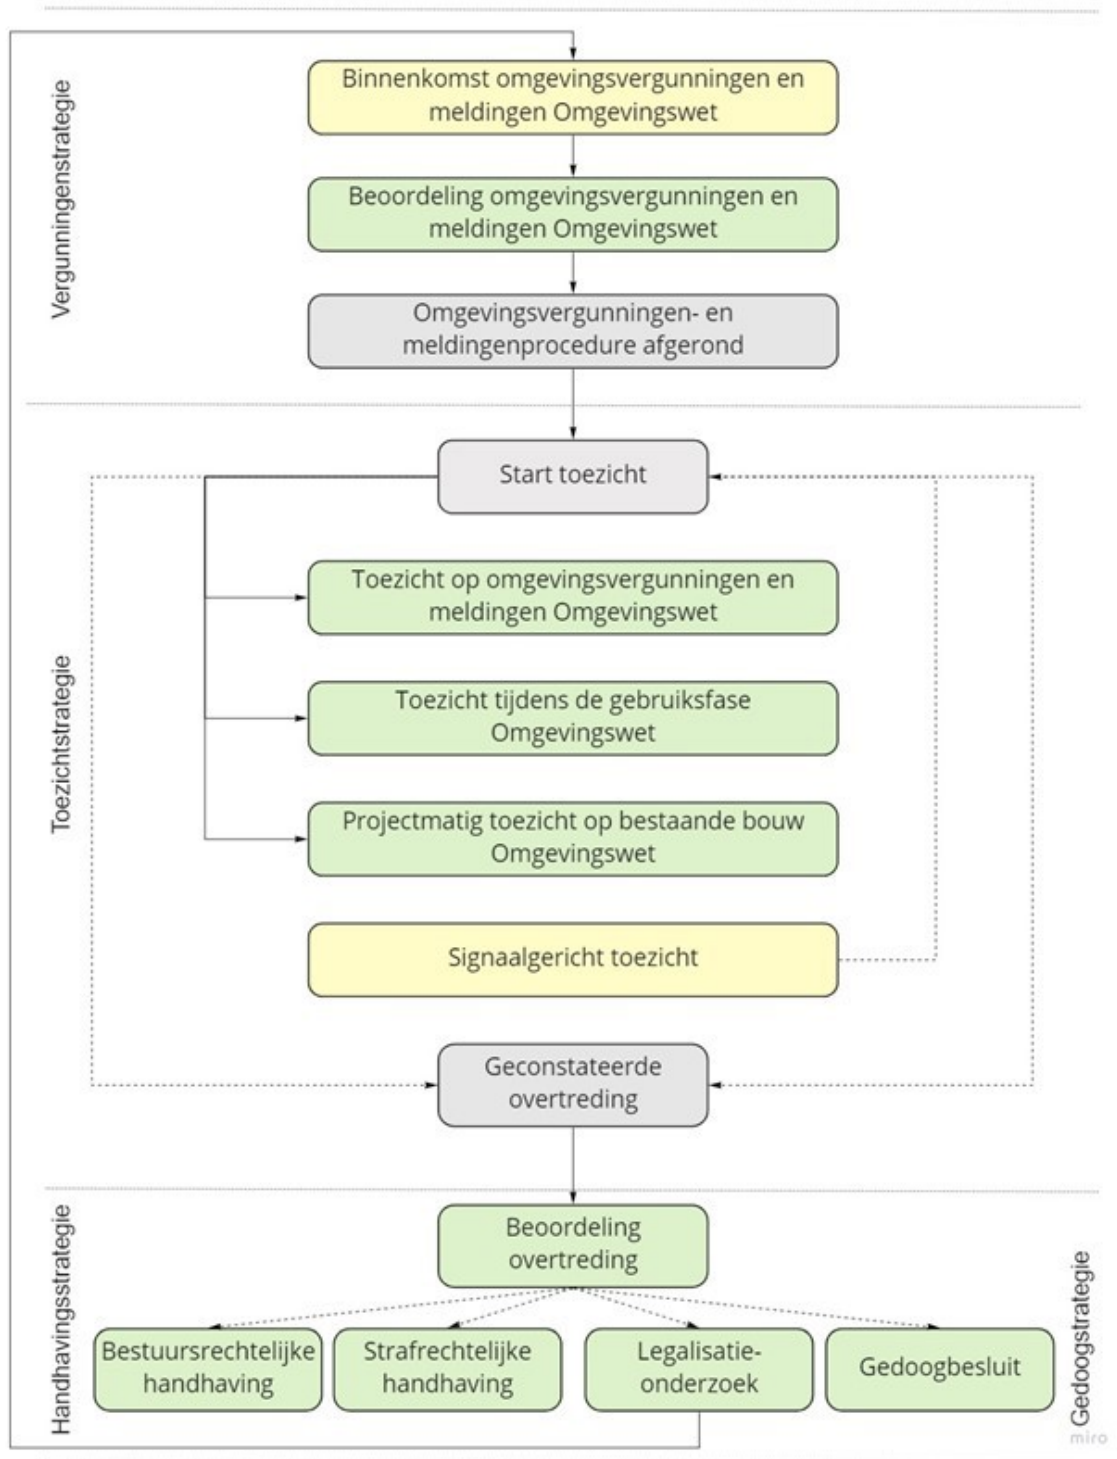 Vergunningenstrategie
Binnenkomst omgevingsvergunningen en
meldingen Omgevingswet
Beoordeling omgevingsvergunningen en
meldingen Omgevingswet
Omgevingsvergunningen- en
meldingenprocedure afgerond
Toezichtstrategie
Start toezicht
Toezicht op omgevingsvergunningen en
meldingen Omgevingswet
Toezicht tijdens de gebruiksfase
Omgevingswet
Projectmatig toezicht op bestaande bouw
Omgevingswet
Signaalgericht toezicht
Geconstateerde
overtreding
Handhavingsstrategie
Beoordeling
overtreding
Bestuursrechtelijke
handhaving
Strafrechtelijke
handhaving
Legalisatie-
onderzoek
Gedoogbesluit
Gedoogstrategie
miro